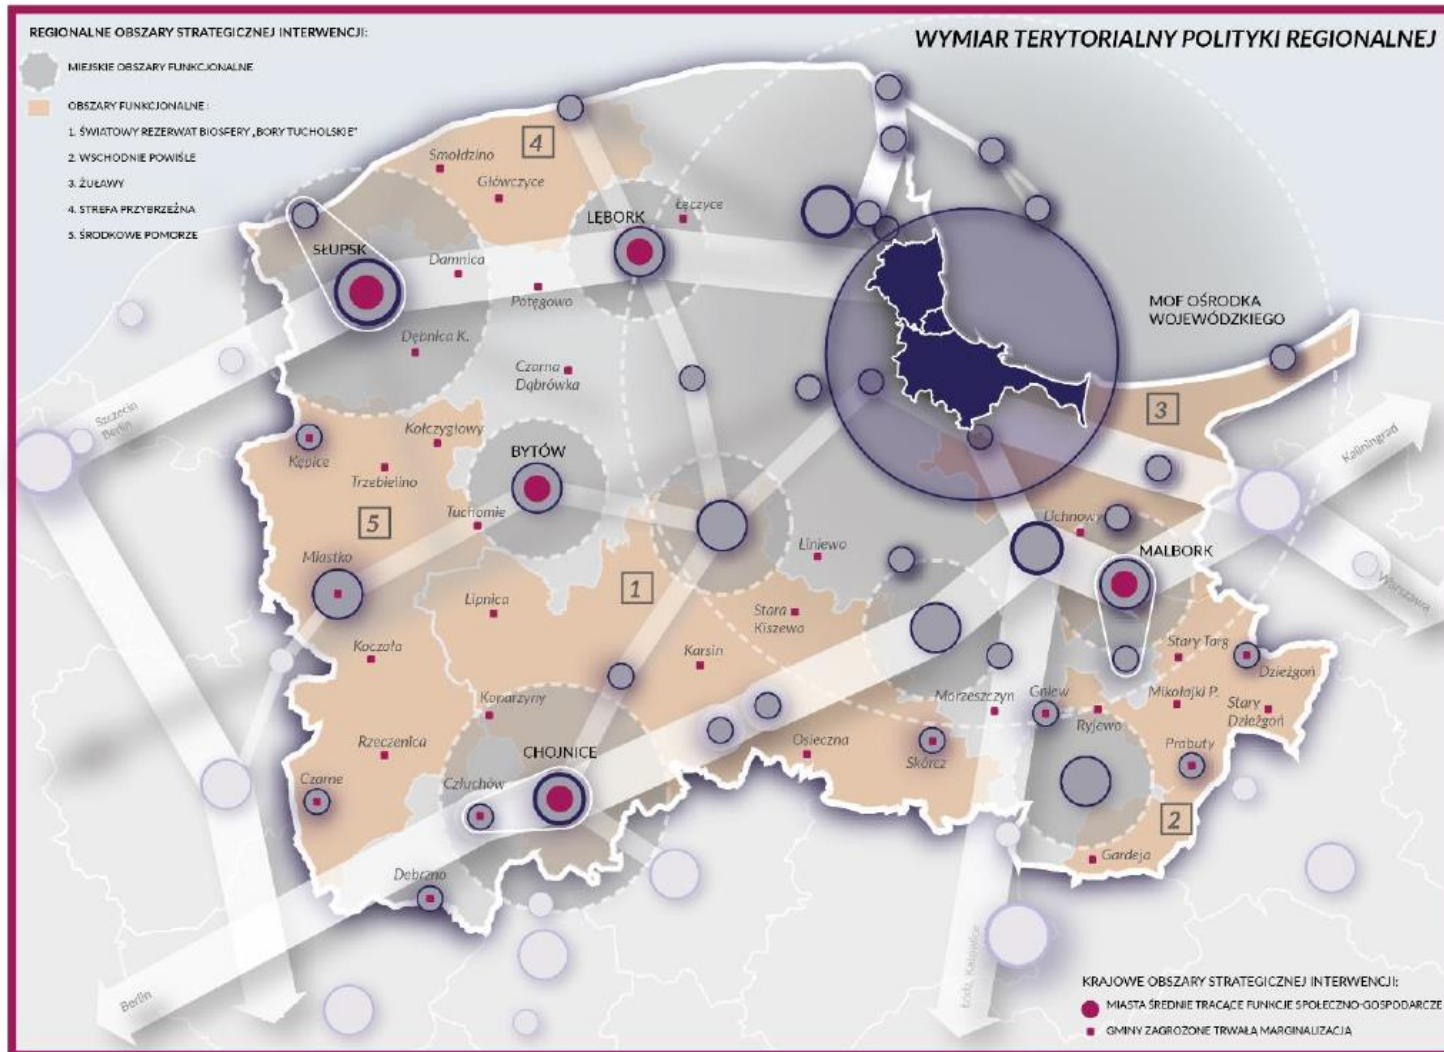 REGIONALNE OBSZARY STRATEGICZNEJ INTERWENCJI:
MIEJSKIE OBSZARY FUNKCJONALNE
OBSZARY FUNKCJONALNE :
1. ŚWIATOWY REZERWAT BIOSFERY „BORY TUCHOLSKIE"
2. WSCHODNIE POWIŚLE
3. ŻUŁAWY
4. STREFA PRZYBRZEŻNA
5. ŚRODKOWE POMORZE
WYMIAR TERYTORIALNY POLITYKI REGIONALNEJ
4
Smołdzino
Główczyce
LĘBORK
Łęczyce
SŁUPSK
Damnica
Potęgowo
MOF OŚRODKA
WOJEWÓDZKIEGO
Dębnica K.
Czarna
Dąbrówka
Szczecin
Berlin
3
Kaliningrad
Kołczygłowy
Kępice
Trzebielino
BYTÓW
5
Tuchomie
Uchnowy
Liniewo
MALBORK
Warszawa
Miastko
1
Lipnica
Stara
Kiszewa
Koczała
Karsin
Stary Targ
Dzieżgoń
Konarzyny
Morzeszczyn
Gniew
Mikołajki P.
Stary
Dzieżgoń
Ryjewo
Rzeczenica
CHOJNICE
Osieczna
Skórcz
Prabuty
Czarne
Człuchów
2
Gardeja
Debrzno
Berlin
Łódź, Katowice
KRAJOWE OBSZARY STRATEGICZNEJ INTERWENCJI:
MIASTA ŚREDNIE TRACĄCE FUNKCJE SPOŁECZNO-GOSPODARCZE
GMINY ZAGROŻONE TRWAŁĄ MARGINALIZACJĄ